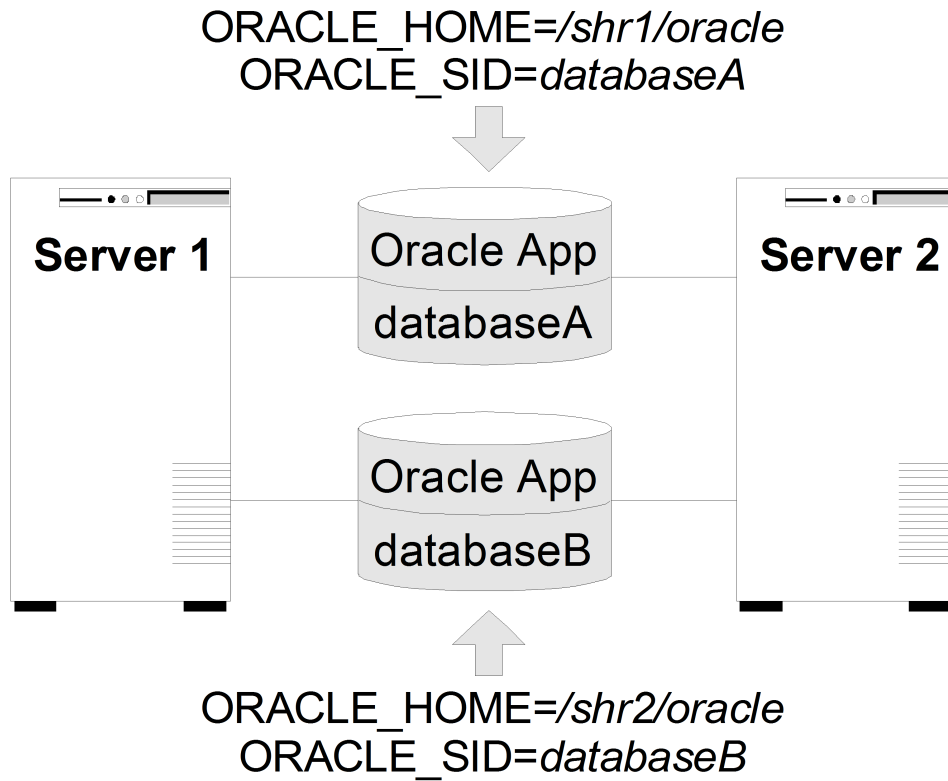 ORACLE_HOME=/shr1/oracle
ORACLE_SID=databaseA
Server 1
Oracle App
databaseA
Server 2
Oracle App
databaseB
ORACLE_HOME=/shr2/oracle
ORACLE_SID=databaseB